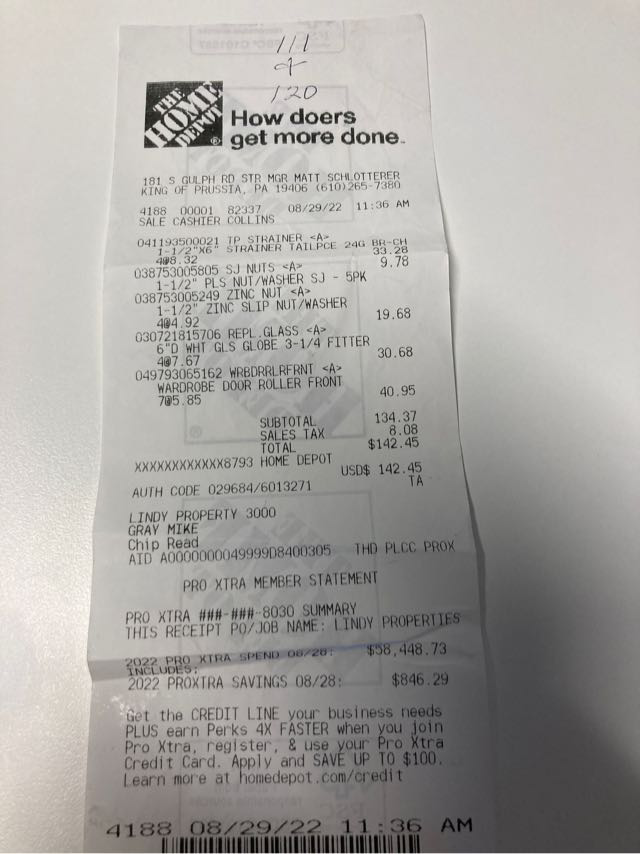 111
&
120
THE
HOME
DEPOT
How doers
get more done.
181 S GULPH RD STR MGR MATT SCHLOTTERER
KING OF PRUSSIA, PA 19406 (610)265-7380
4188 00001 82337 08/29/22 11:36 AM
SALE CASHIER COLLINS
041193500021 TP STRAINER <A>
1-1/2"X6" STRAINER TAILPCE 24G BR-CH
4@8.32 33.28
038753005805 SJ NUTS <A> 9.78
1-1/2" PLS NUT/WASHER SJ - 5PK
038753005249 ZINC NUT <A>
1-1/2" ZINC SLIP NUT/WASHER
4@4.92 19.68
030721815706 REPL.GLASS <A>
6"D WHT GLS GLOBE 3-1/4 FITTER
4@7.67 30.68
049793065162 WRBDRRLRFRNT <A>
WARDROBE DOOR ROLLER FRONT
7@5.85 40.95
SUBTOTAL 134.37
SALES TAX 8.08
TOTAL $142.45
XXXXXXXXXXXX8793 HOME DEPOT
USD$ 142.45
AUTH CODE 029684/6013271 TA
LINDY PROPERTY 3000
GRAY MIKE
Chip Read
AID A0000000049999D8400305 THD PLCC PROX
PRO XTRA MEMBER STATEMENT
PRO XTRA ###-###-8030 SUMMARY
THIS RECEIPT PO/JOB NAME: LINDY PROPERTIES
2022 PRO XTRA SPEND 08/28: $58,448.73
INCLUDES:
2022 PROXTRA SAVINGS 08/28: $846.29
Get the CREDIT LINE your business needs
PLUS earn Perks 4X FASTER when you join
Pro Xtra, register, & use your Pro Xtra
Credit Card. Apply and SAVE UP TO $100.
Learn more at homedepot.com/credit
4188 08/29/22 11:36 AM